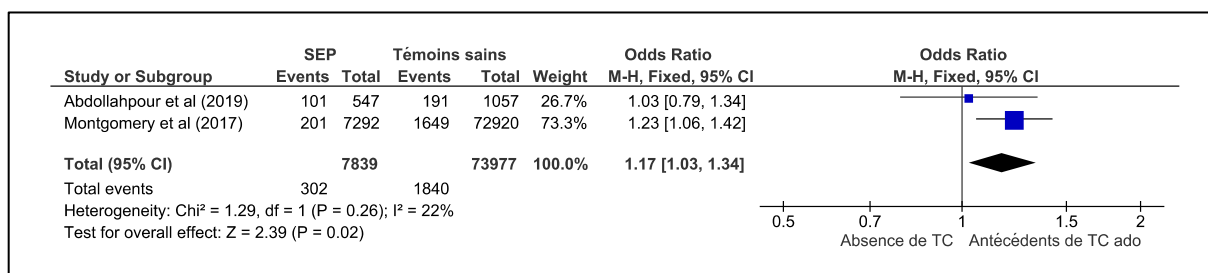 SEP Témoins sains Odds Ratio Odds Ratio
Study or Subgroup Events Total Events Total Weight M-H, Fixed, 95% CI M-H, Fixed, 95% CI
Abdollahpour et al (2019) 101 547 191 1057 26.7% 1.03 [0.79, 1.34]
Montgomery et al (2017) 201 7292 1649 72920 73.3% 1.23 [1.06, 1.42]
Total (95% CI) 7839 73977 100.0% 1.17 [1.03, 1.34]
Total events 302 1840
Heterogeneity: Chi² = 1.29, df = 1 (P = 0.26); I² = 22%
Test for overall effect: Z = 2.39 (P = 0.02)
0.5 0.7 1 1.5 2
Absence de TC Antécédents de TC ado